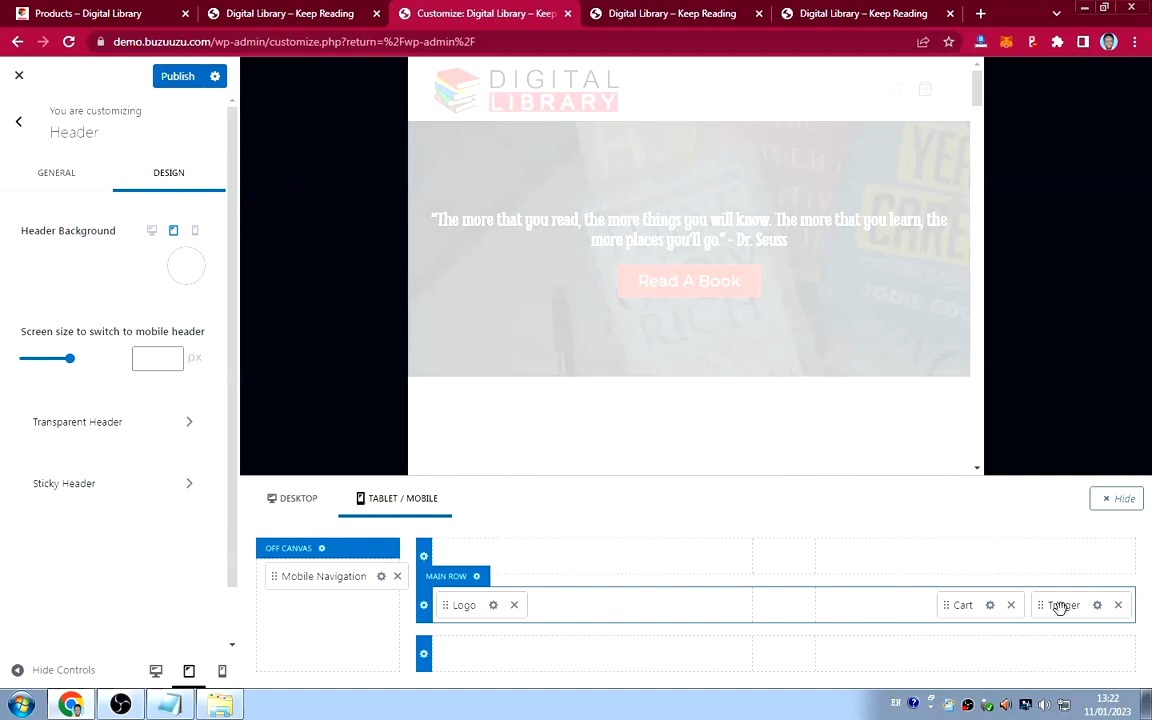 Products – Digital Library
Digital Library – Keep Reading
Customize: Digital Library – Keep
Digital Library – Keep Reading
Digital Library – Keep Reading
demo.buzuuzu.com/wp-admin/customize.php?return=%2Fwp-admin%2F
Publish
You are customizing
Header
GENERAL
DESIGN
Header Background
Screen size to switch to mobile header
px
Transparent Header
Sticky Header
Hide Controls
DIGITAL
LIBRARY
"The more that you read, the more things you will know. The more that you learn, the
more places you'll go." – Dr. Seuss
Read A Book
DESKTOP
TABLET / MOBILE
Hide
OFF CANVAS
Mobile Navigation
MAIN ROW
Logo
Cart
EN
13:22
11/01/2023